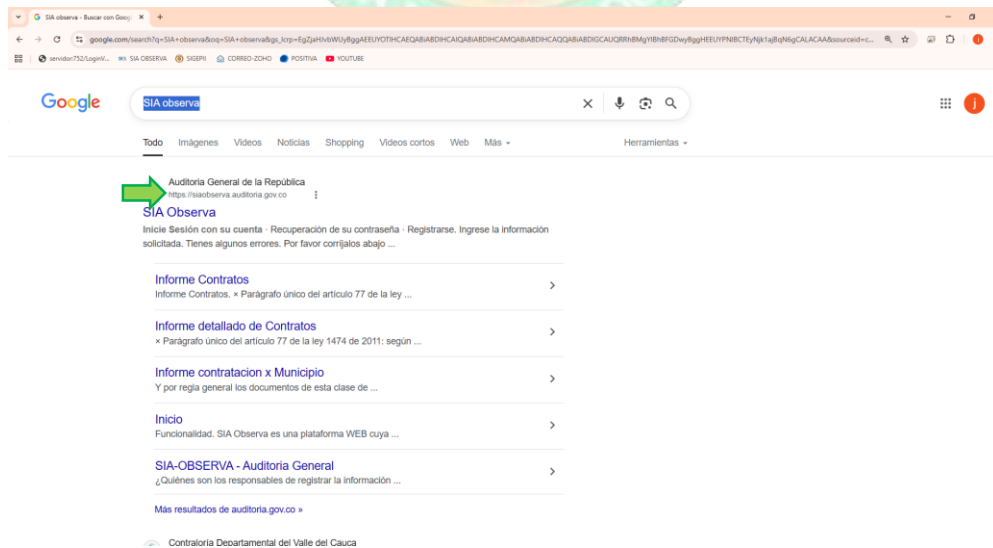 SIA observa - Buscar con Goog
google.com/search?q=SIA+observa&oq=SIA+observa&gs_lcrp=
servidor:752/LoginV... SIA OBSERVA SIGEPII CORREO-ZOHO POSITIVA YOUTUBE
Google SIA observa j
Todo Imágenes Videos Noticias Shopping Videos cortos Web Más Herramientas
Auditoría General de la República
https://siaobserva.auditoria.gov.co
SIA Observa
Inicie Sesión con su cuenta · Recuperación de su contraseña · Registrarse. Ingrese la información
solicitada. Tienes algunos errores. Por favor corríjalos abajo ...
Informe Contratos
Informe Contratos. × Parágrafo único del artículo 77 de la ley ...
Informe detallado de Contratos
× Parágrafo único del artículo 77 de la ley 1474 de 2011: según ...
Informe contratacion x Municipio
Y por regla general los documentos de esta clase de ...
Inicio
Funcionalidad. SIA Observa es una plataforma WEB cuya ...
SIA-OBSERVA - Auditoria General
¿Quiénes son los responsables de registrar la información ...
Más resultados de auditoria.gov.co »
Contraloría Departamental del Valle del Cauca